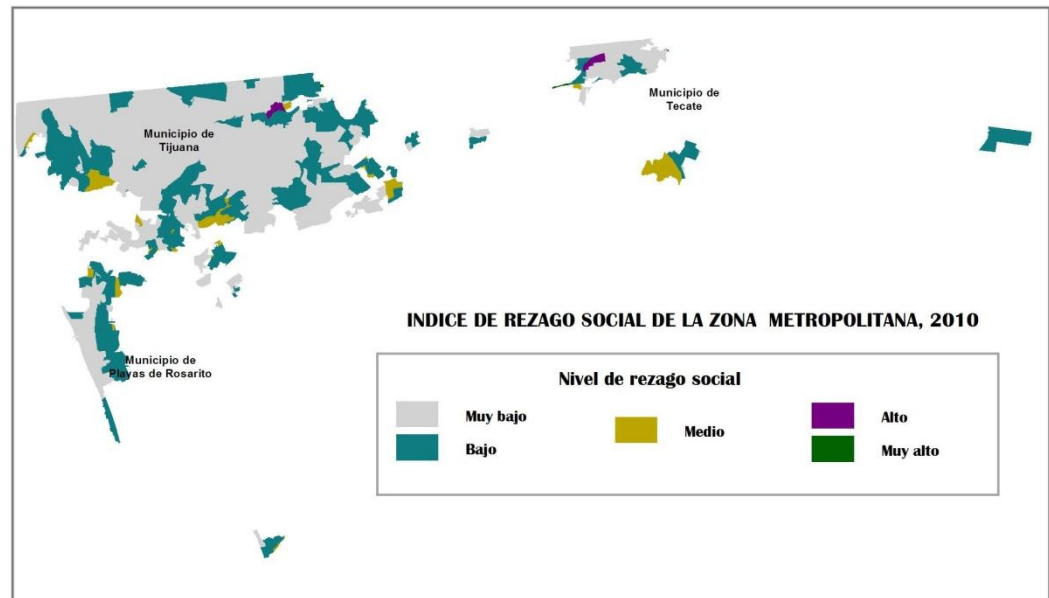 Municipio de
Tijuana
Municipio de
Tecate
INDICE DE REZAGO SOCIAL DE LA ZONA METROPOLITANA, 2010
Municipio de
Playas de Rosarito
Nivel de rezago social
Muy bajo
Medio
Alto
Bajo
Muy alto